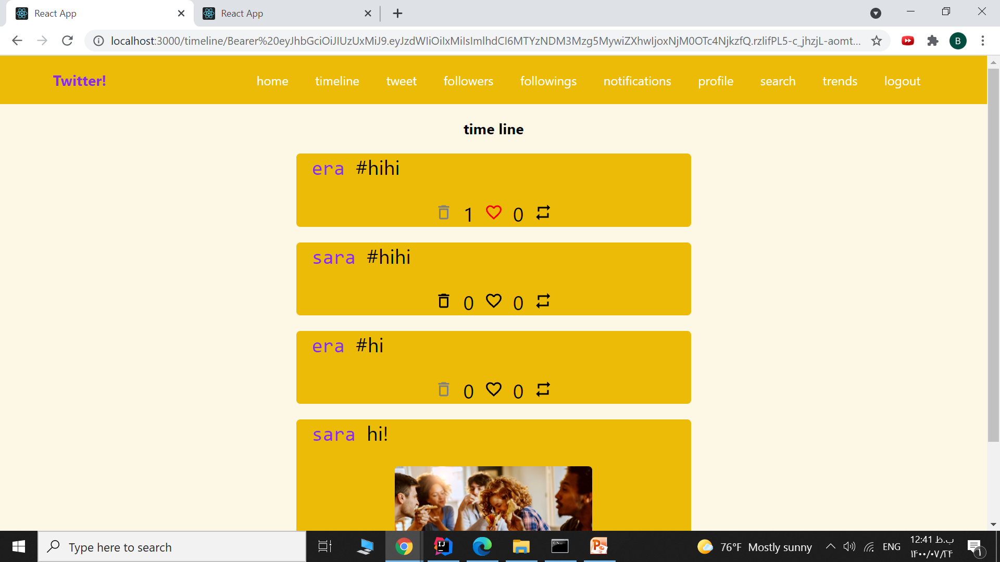 React App
React App
localhost:3000/timeline/Bearer%20eyJhbGciOiJIUzUxMiJ9.eyJzdWIiOiIxMiIsImlhdCI6MTYzNDM3Mzg5MywiZXhwIjoxNjM0OTc4NjkzfQ.rzlifPL5-c_jhzjL-aomt...
B
Twitter! home timeline tweet followers followings notifications profile search trends logout
time line
era #hihi
1 0
sara #hihi
0 0
era #hi
0 0
sara hi!
Type here to search
76°F Mostly sunny
ENG
12:41 ب.ظ
۱۴۰۰/۰۷/۲۴
۱